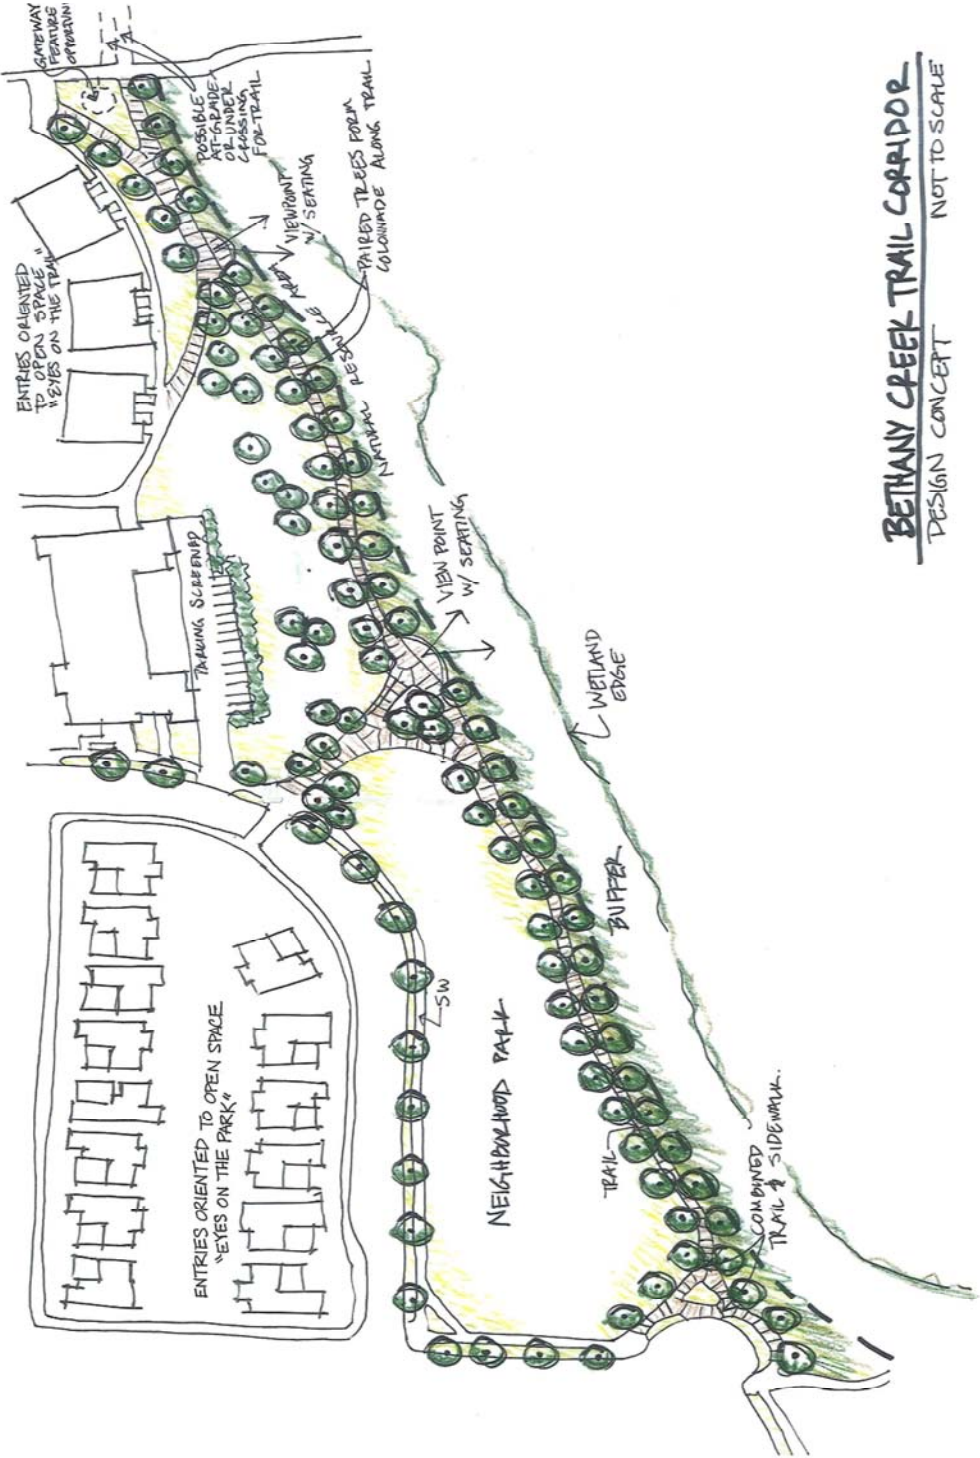 BETHANY CREEK TRAIL CORRIDOR
DESIGN CONCEPT NOT TO SCALE
GATEWAY
FEATURE
POSSIBLE
AT-GRADE
OR UNDER
CROSSING
FOR TRAIL
VIEWPOINT
W/ SEATING
PAIRED TREES FORM
COLONNADE ALONG TRAIL
ENTRIES ORIENTED
TO OPEN SPACE
"EYES ON THE TRAIL"
NATURAL RESOURCE AREA
PARKING SCREENED
VIEW POINT
W/ SEATING
WETLAND
EDGE
BUFFER
SW
NEIGHBORHOOD PARK
ENTRIES ORIENTED TO OPEN SPACE
"EYES ON THE PARK"
TRAIL
COMBINED
TRAIL & SIDEWALK.